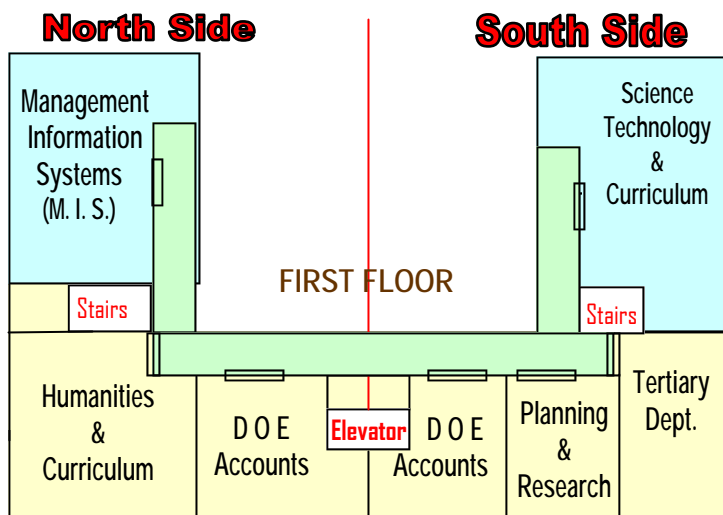 North Side
South Side
Management
Information
Systems
(M. I. S.)
Science
Technology
&
Curriculum
FIRST FLOOR
Stairs
Stairs
Humanities
&
Curriculum
D O E
Accounts
Elevator
D O E
Accounts
Planning
&
Research
Tertiary
Dept.